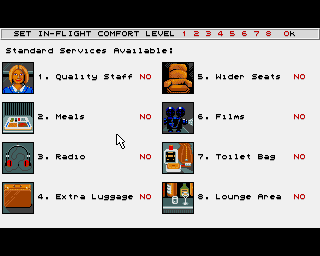 SET IN-FLIGHT COMFORT LEVEL 1 2 3 4 5 6 7 8 Ok
Standard Services Available:
1. Quality Staff NO
5. Wider Seats NO
2. Meals NO
6. Films NO
3. Radio NO
7. Toilet Bag NO
4. Extra Luggage NO
8. Lounge Area NO